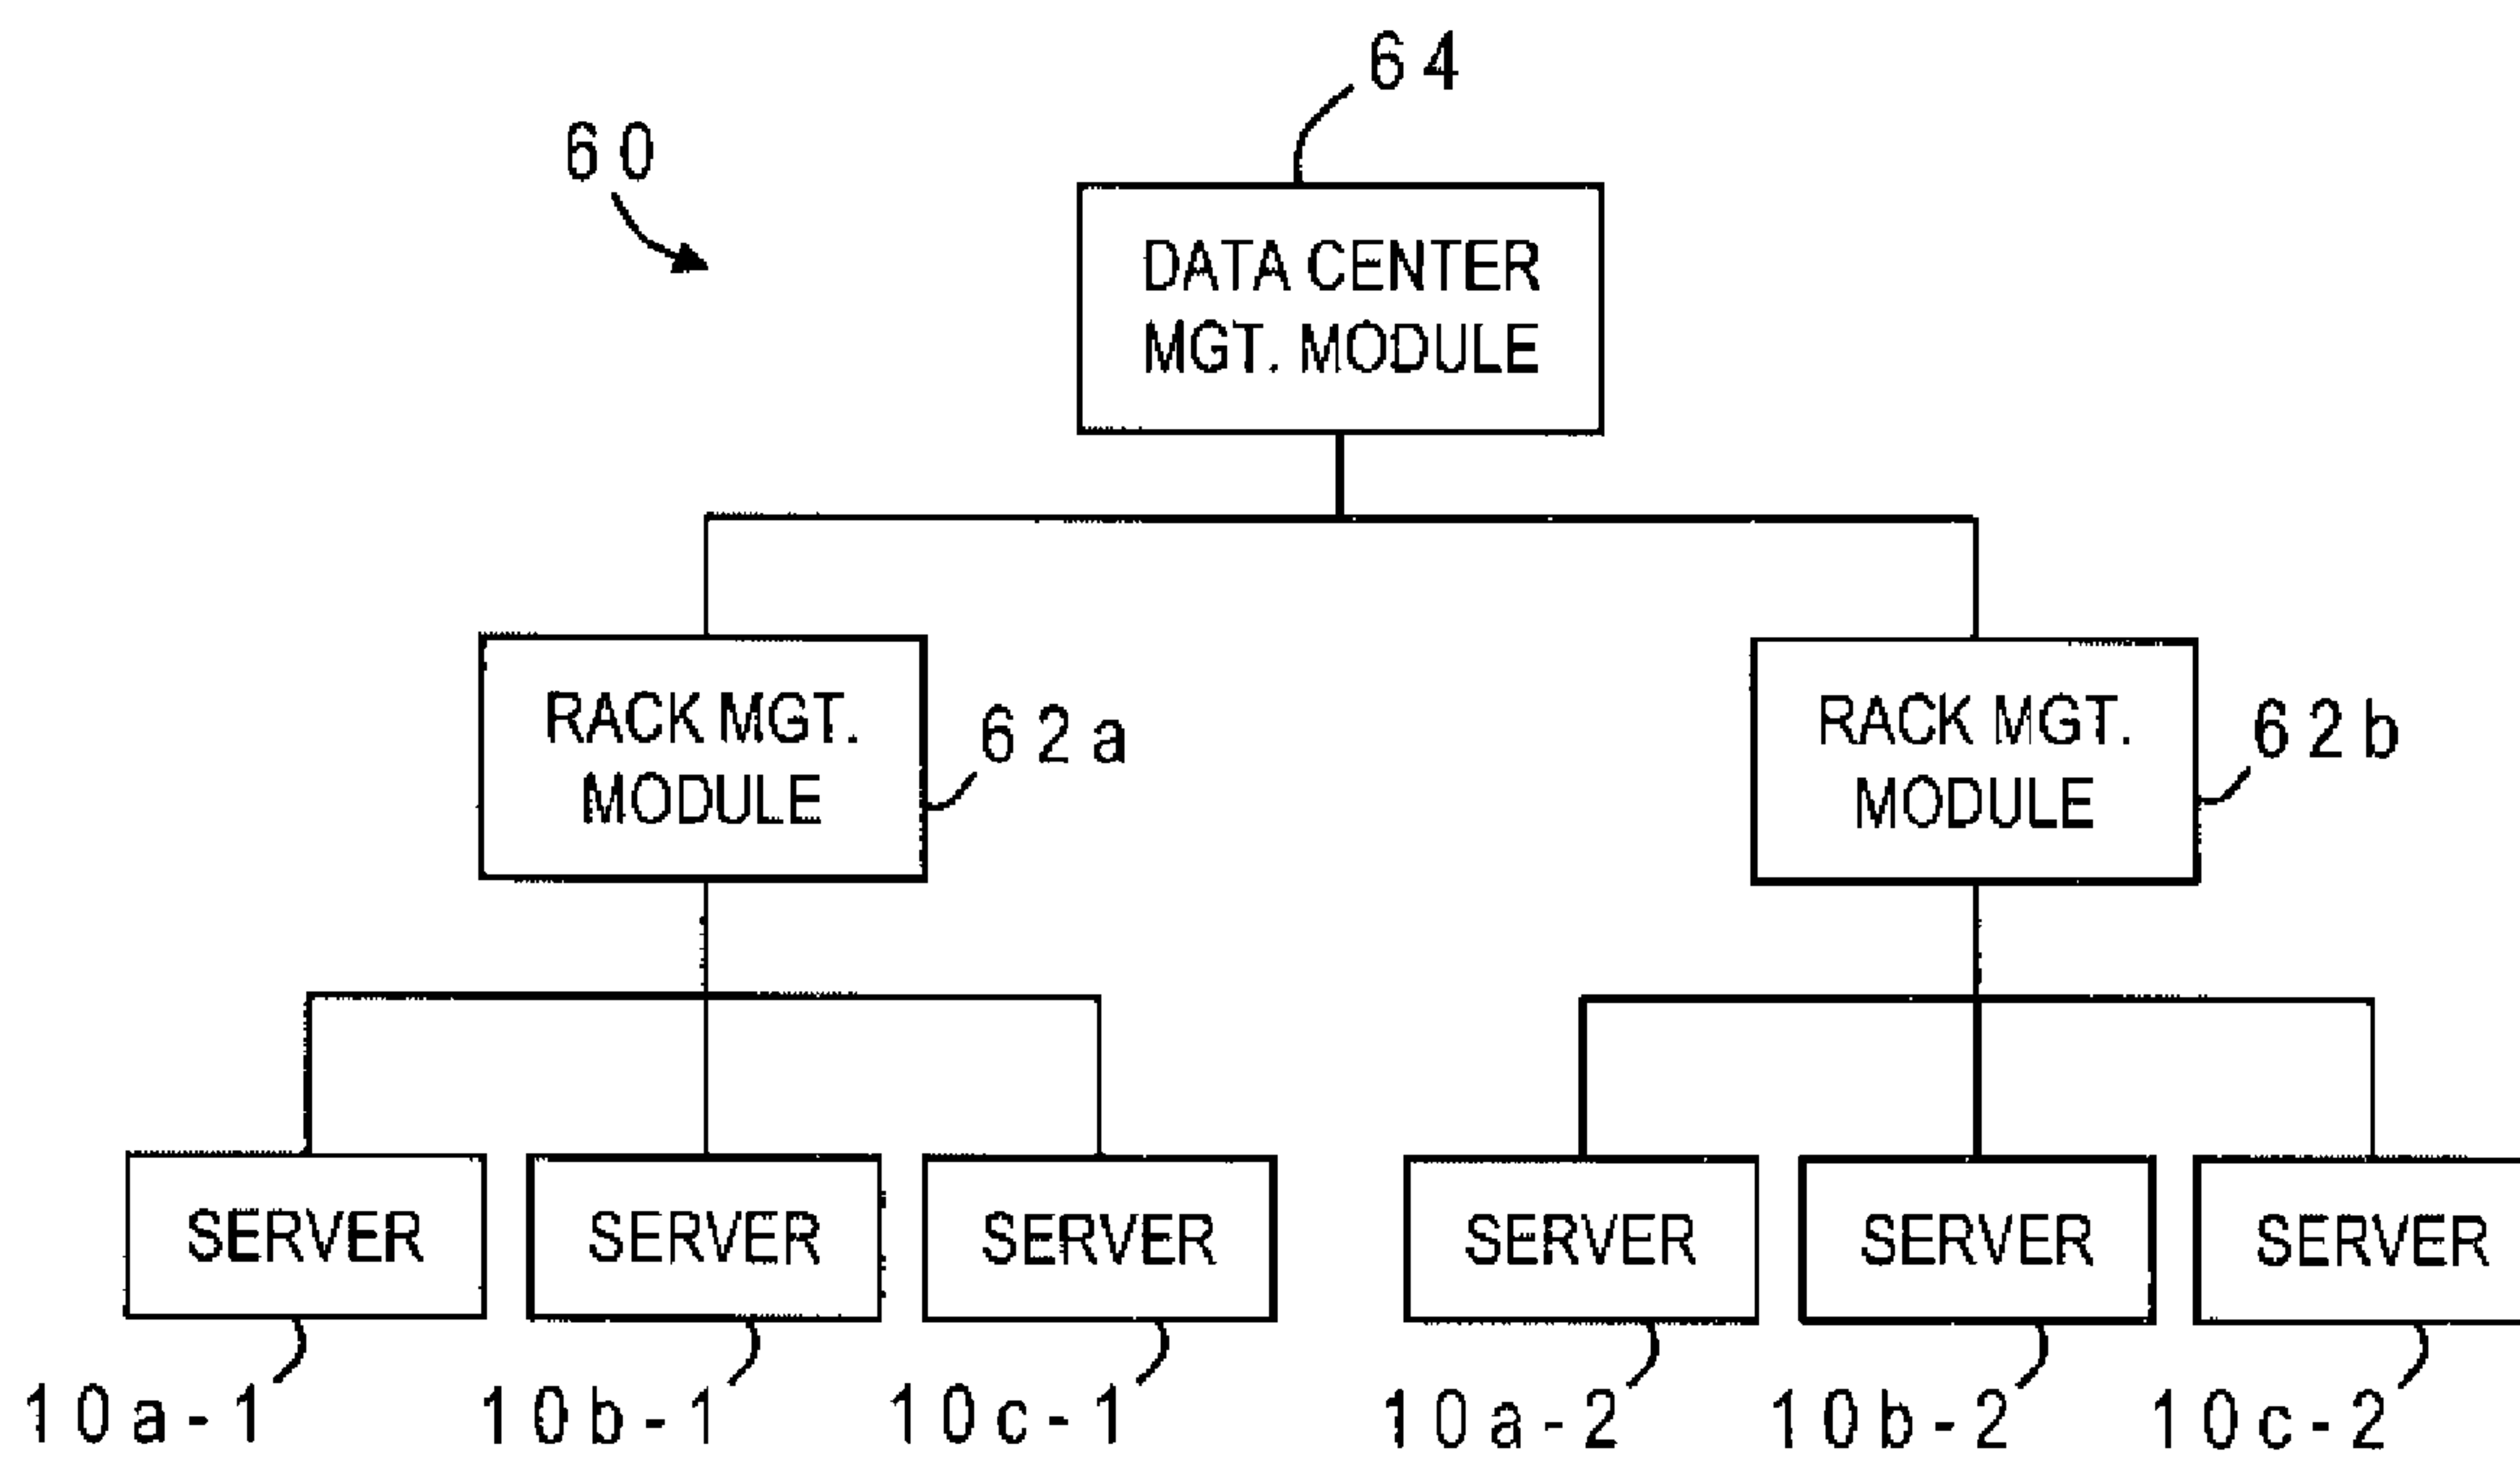 64
60
DATA CENTER
MGT. MODULE
RACK MGT.
MODULE
62a
RACK MGT.
MODULE
62b
SERVER
SERVER
SERVER
SERVER
SERVER
SERVER
10a-1
10b-1
10c-1
10a-2
10b-2
10c-2